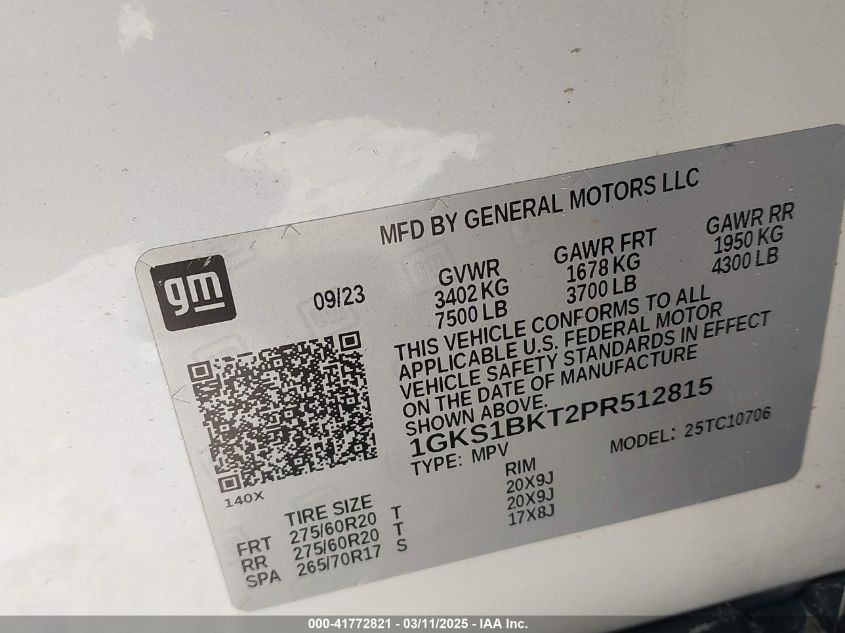 MFD BY GENERAL MOTORS LLC
gm
09/23
GVWR
3402 KG
7500 LB
GAWR FRT
1678 KG
3700 LB
GAWR RR
1950 KG
4300 LB
THIS VEHICLE CONFORMS TO ALL
APPLICABLE U.S. FEDERAL MOTOR
VEHICLE SAFETY STANDARDS IN EFFECT
ON THE DATE OF MANUFACTURE
SHOWN ABOVE.
1GKS1BKT2PR512815
TYPE: MPV
MODEL: 25TC10706
140X
TIRE SIZE
RIM
FRT 275/60R20 T 20X9J
RR 275/60R20 T 20X9J
SPA 265/70R17 S 17X8J
000-41772821 - 03/11/2025 - IAA Inc.